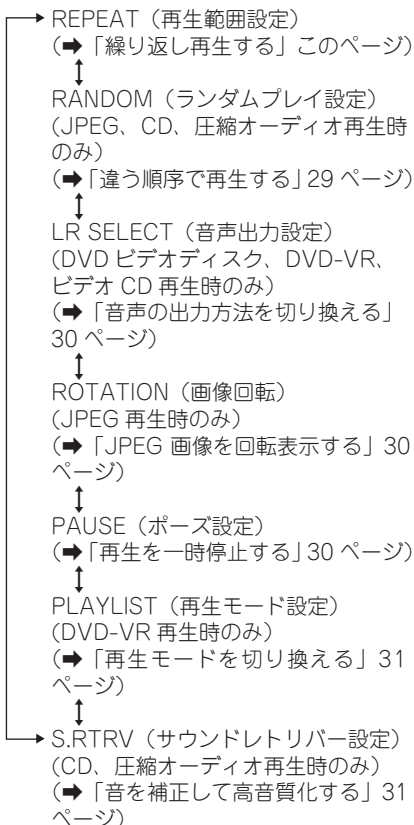 REPEAT（再生範囲設定）
(➡「繰り返し再生する」このページ)
RANDOM（ランダムプレイ設定）
(JPEG、CD、圧縮オーディオ再生時
のみ)
(➡「違う順序で再生する」29 ページ)
LR SELECT（音声出力設定）
(DVD ビデオディスク、DVD-VR、
ビデオ CD 再生時のみ)
(➡「音声の出力方法を切り換える」
30 ページ)
ROTATION（画像回転）
(JPEG 再生時のみ)
(➡「JPEG 画像を回転表示する」30
ページ)
PAUSE（ポーズ設定）
(➡「再生を一時停止する」30 ページ)
PLAYLIST（再生モード設定）
(DVD-VR 再生時のみ)
(➡「再生モードを切り換える」31
ページ)
S.RTRV（サウンドレトリバー設定）
(CD、圧縮オーディオ再生時のみ)
(➡「音を補正して高音質化する」31
ページ)